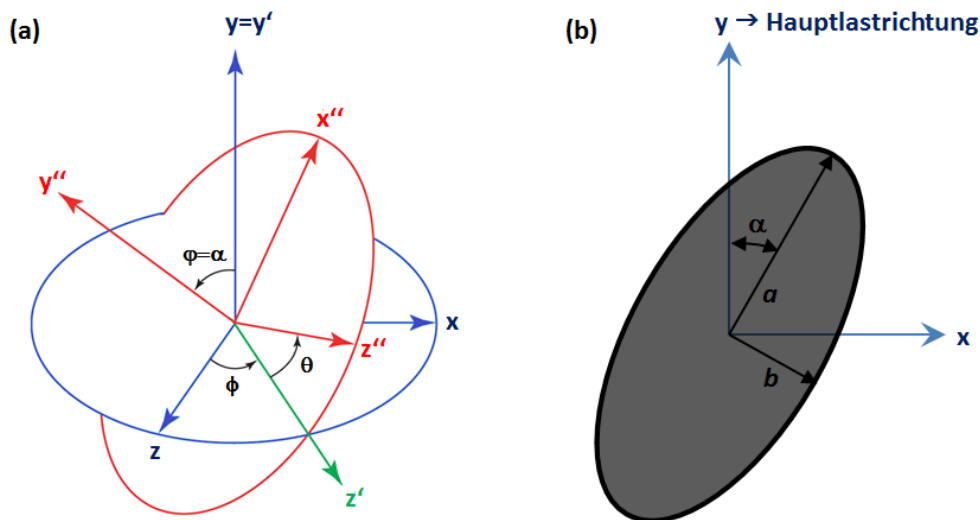 (a)
y=y‘
x‘‘
y‘‘
φ=α
x
z‘‘
θ
ϕ
z
z‘
(b)
y → Hauptlastrichtung
α
a
x
b